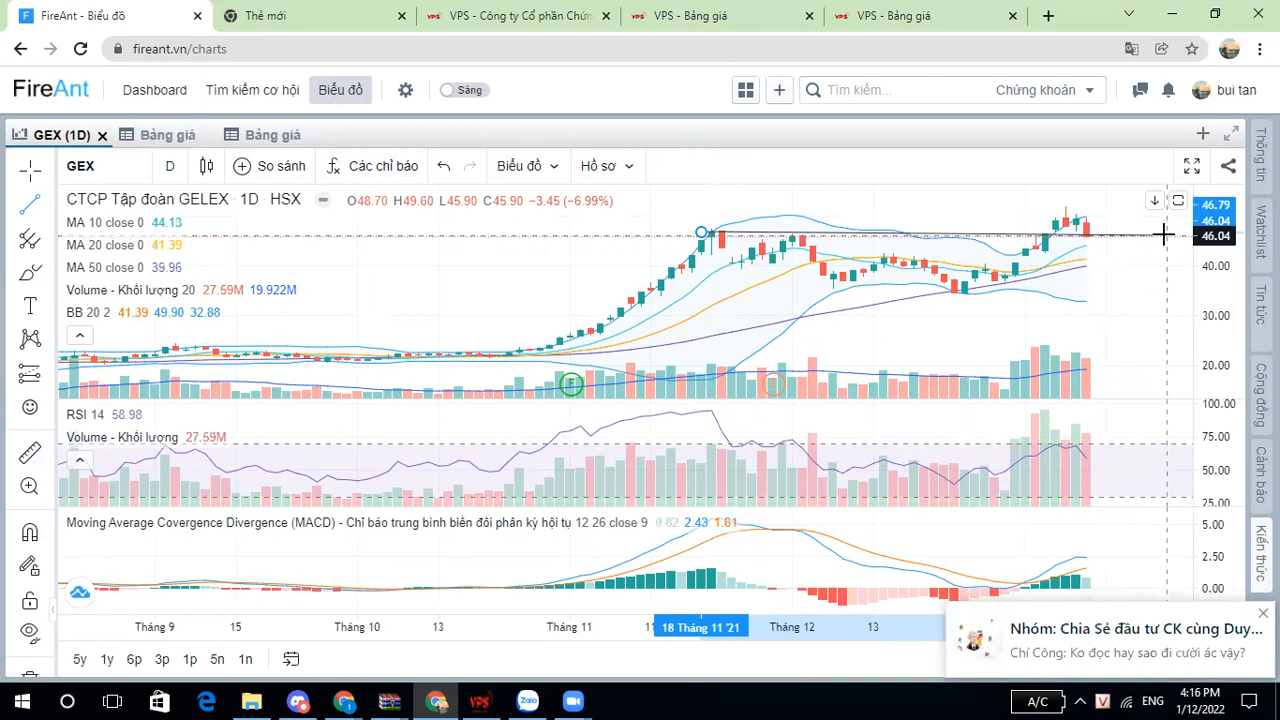 FireAnt - Biểu đồ
Thẻ mới
VPS - Công ty Cổ phần Chứn
VPS - Bảng giá
VPS - Bảng giá
fireant.vn/charts
FireAnt
Dashboard
Tìm kiếm cơ hội
Biểu đồ
Sáng
Tìm kiếm...
Chứng khoán
bui tan
GEX (1D)
Bảng giá
Bảng giá
GEX
D
So sánh
Các chỉ báo
Biểu đồ
Hồ sơ
CTCP Tập đoàn GELEX · 1D · HSX
O48.70 H49.60 L45.90 C45.90 −3.45 (−6.99%)
MA 10 close 0 44.13
MA 20 close 0 41.39
MA 50 close 0 39.96
Volume - Khối lượng 20 27.59M 19.922M
BB 20 2 41.39 49.90 32.88
46.79
46.04
46.04
40.00
30.00
20.00
F
S
RSI 14 58.98
Volume - Khối lượng 27.59M
100.00
75.00
50.00
25.00
Moving Average Covergence Divergence (MACD) - Chỉ báo trung bình biến đổi phân kỳ hội tụ 12 26 close 9 0.82 2.43 1.61
5.00
2.50
0.00
Tháng 9
15
Tháng 10
13
Tháng 11
11
18 Tháng 11 '21
Tháng 12
13
5y 1y 6p 3p 1p 5n 1n
Thông tin
Watchlist
Tin tức
Cộng đồng
Cảnh báo
Kiến thức
Nhóm: Chia Sẻ đầu tư CK cùng Duy...
Chí Công: Ko đọc hay sao đi cười ác vậy?
VPS
Zalo
A/C
V
ENG
4:16 PM
1/12/2022